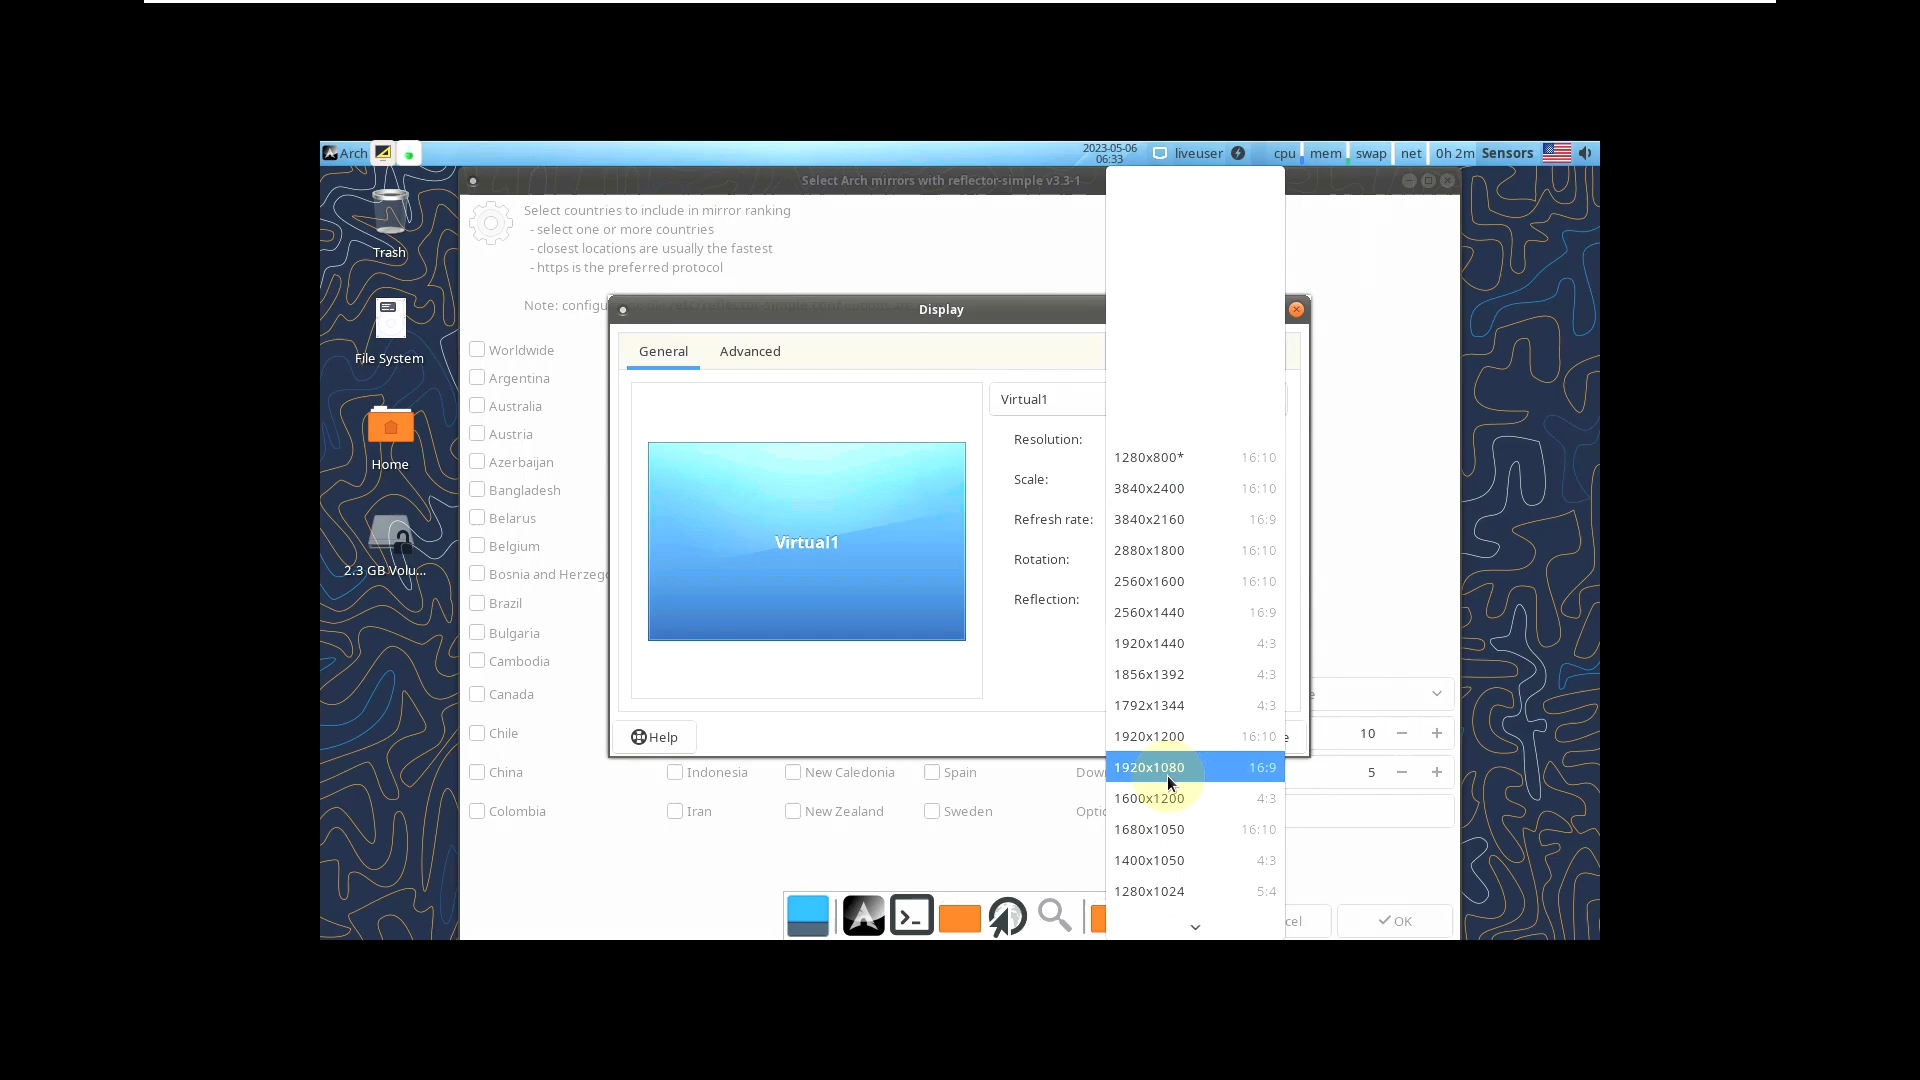 Arch
2023-05-06
06:33
liveuser
cpu
mem
swap
net
0h 2m
Sensors
Select Arch mirrors with reflector-simple v3.3-1
Trash
File System
Home
2.3 GB Volu...
Select countries to include in mirror ranking
- select one or more countries
- closest locations are usually the fastest
- https is the preferred protocol
Note: configu
Worldwide
Argentina
Australia
Austria
Azerbaijan
Bangladesh
Belarus
Belgium
Bosnia and Herzeg
Brazil
Bulgaria
Cambodia
Canada
Chile
China
Colombia
Indonesia
Iran
New Caledonia
New Zealand
Spain
Sweden
Dow
Optio
e
10
5
cel
OK
Display
General
Advanced
Virtual1
Virtual1
Resolution:
Scale:
Refresh rate:
Rotation:
Reflection:
Help
e
1280x800* 16:10
3840x2400 16:10
3840x2160 16:9
2880x1800 16:10
2560x1600 16:10
2560x1440 16:9
1920x1440 4:3
1856x1392 4:3
1792x1344 4:3
1920x1200 16:10
1920x1080 16:9
1600x1200 4:3
1680x1050 16:10
1400x1050 4:3
1280x1024 5:4